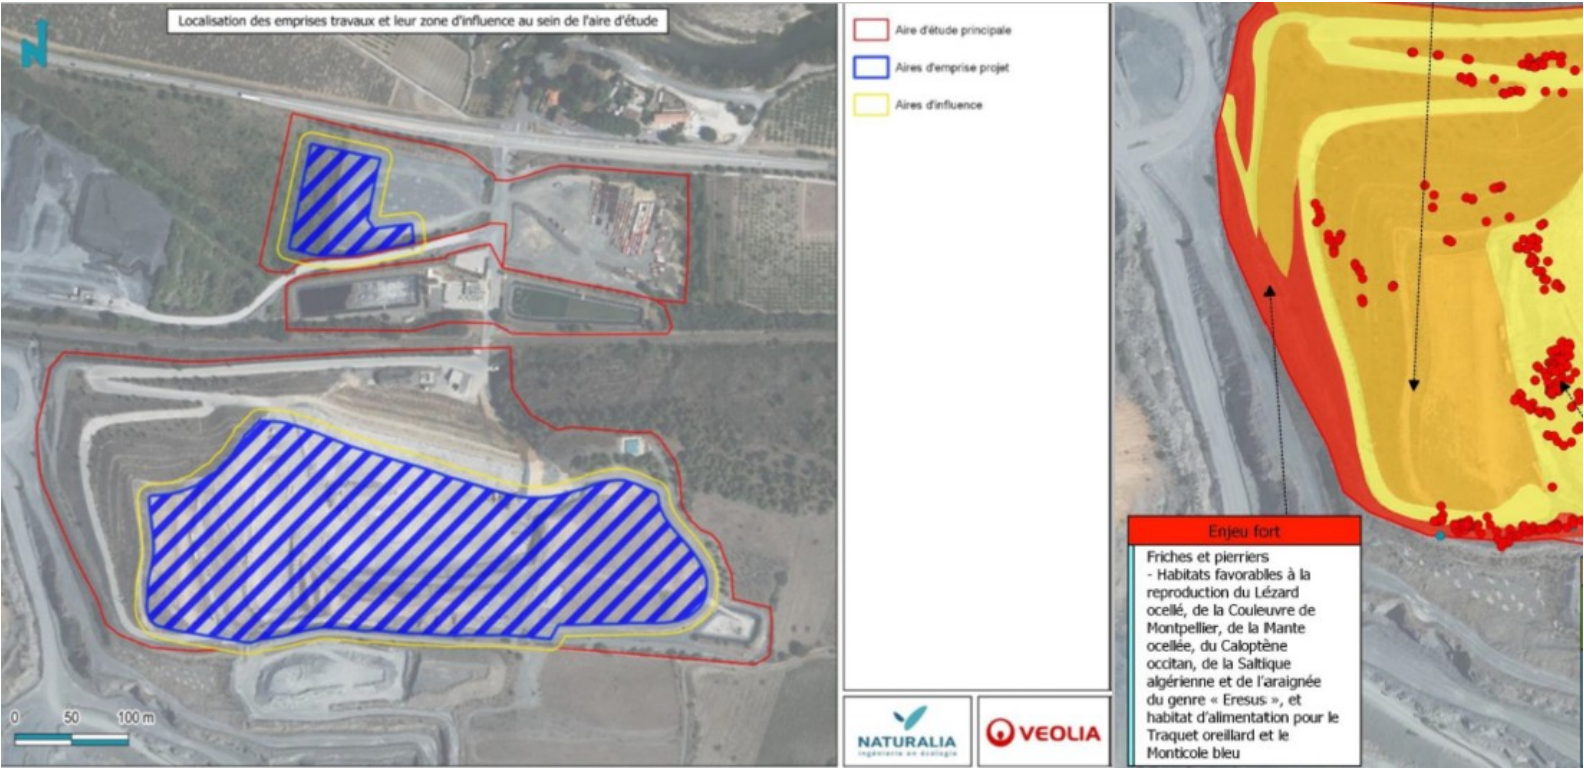 Localisation des emprises travaux et leur zone d'influence au sein de l'aire d'étude
N
0 50 100 m
Aire d'étude principale
Aires d'emprise projet
Aires d'influence
NATURALIA
Ingénierie en écologie
VEOLIA
Enjeu fort
Friches et pierriers
- Habitats favorables à la
reproduction du Lézard
ocellé, de la Couleuvre de
Montpellier, de la Mante
ocellée, du Caloptène
occitan, de la Saltique
algérienne et de l'araignée
du genre « Eresus », et
habitat d'alimentation pour le
Traquet oreillard et le
Monticole bleu